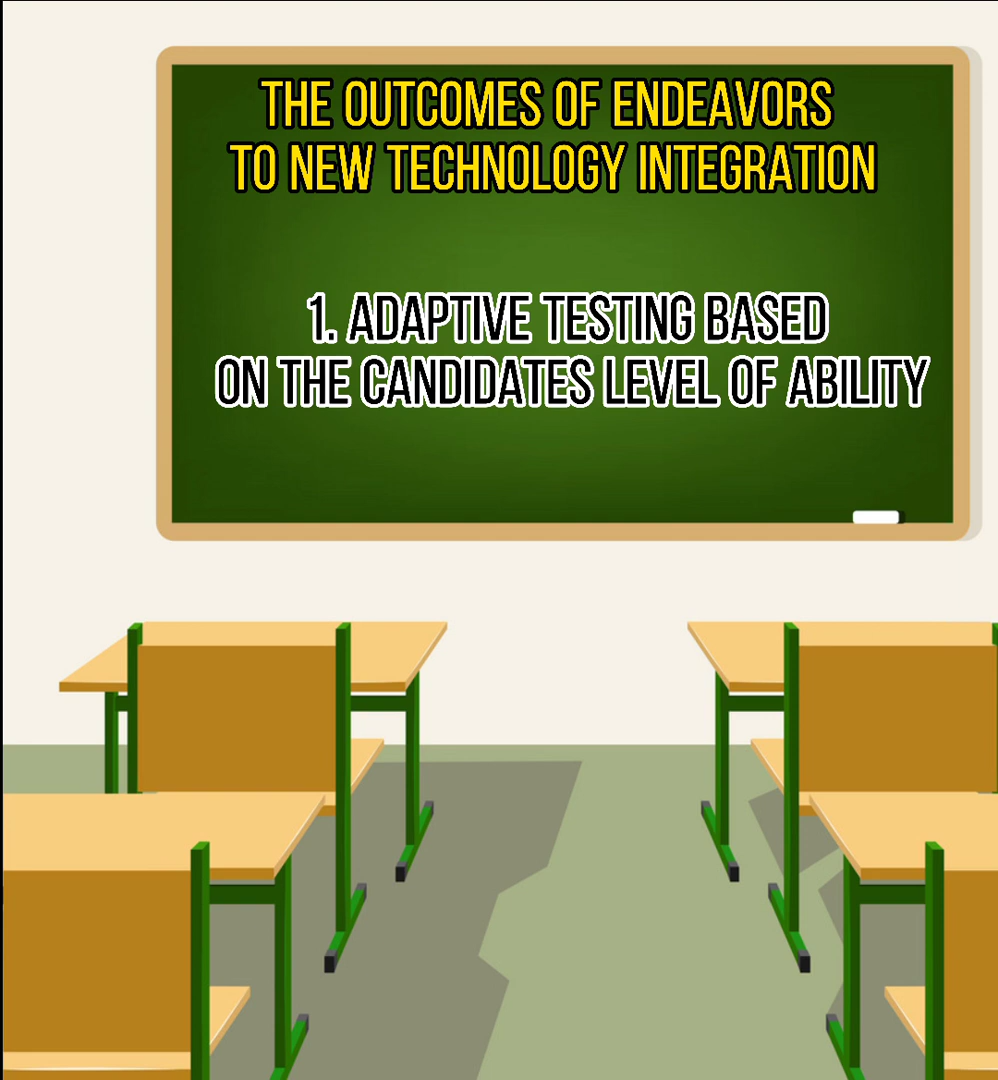 THE OUTCOMES OF ENDEAVORS
TO NEW TECHNOLOGY INTEGRATION
1. ADAPTIVE TESTING BASED
ON THE CANDIDATES LEVEL OF ABILITY